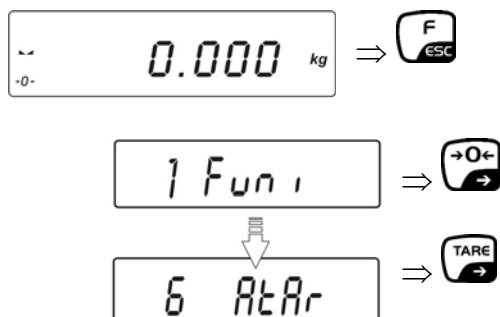 0.000 kg
-0-
F
ESC
1 Funi
→0←
6 AtAr
TARE